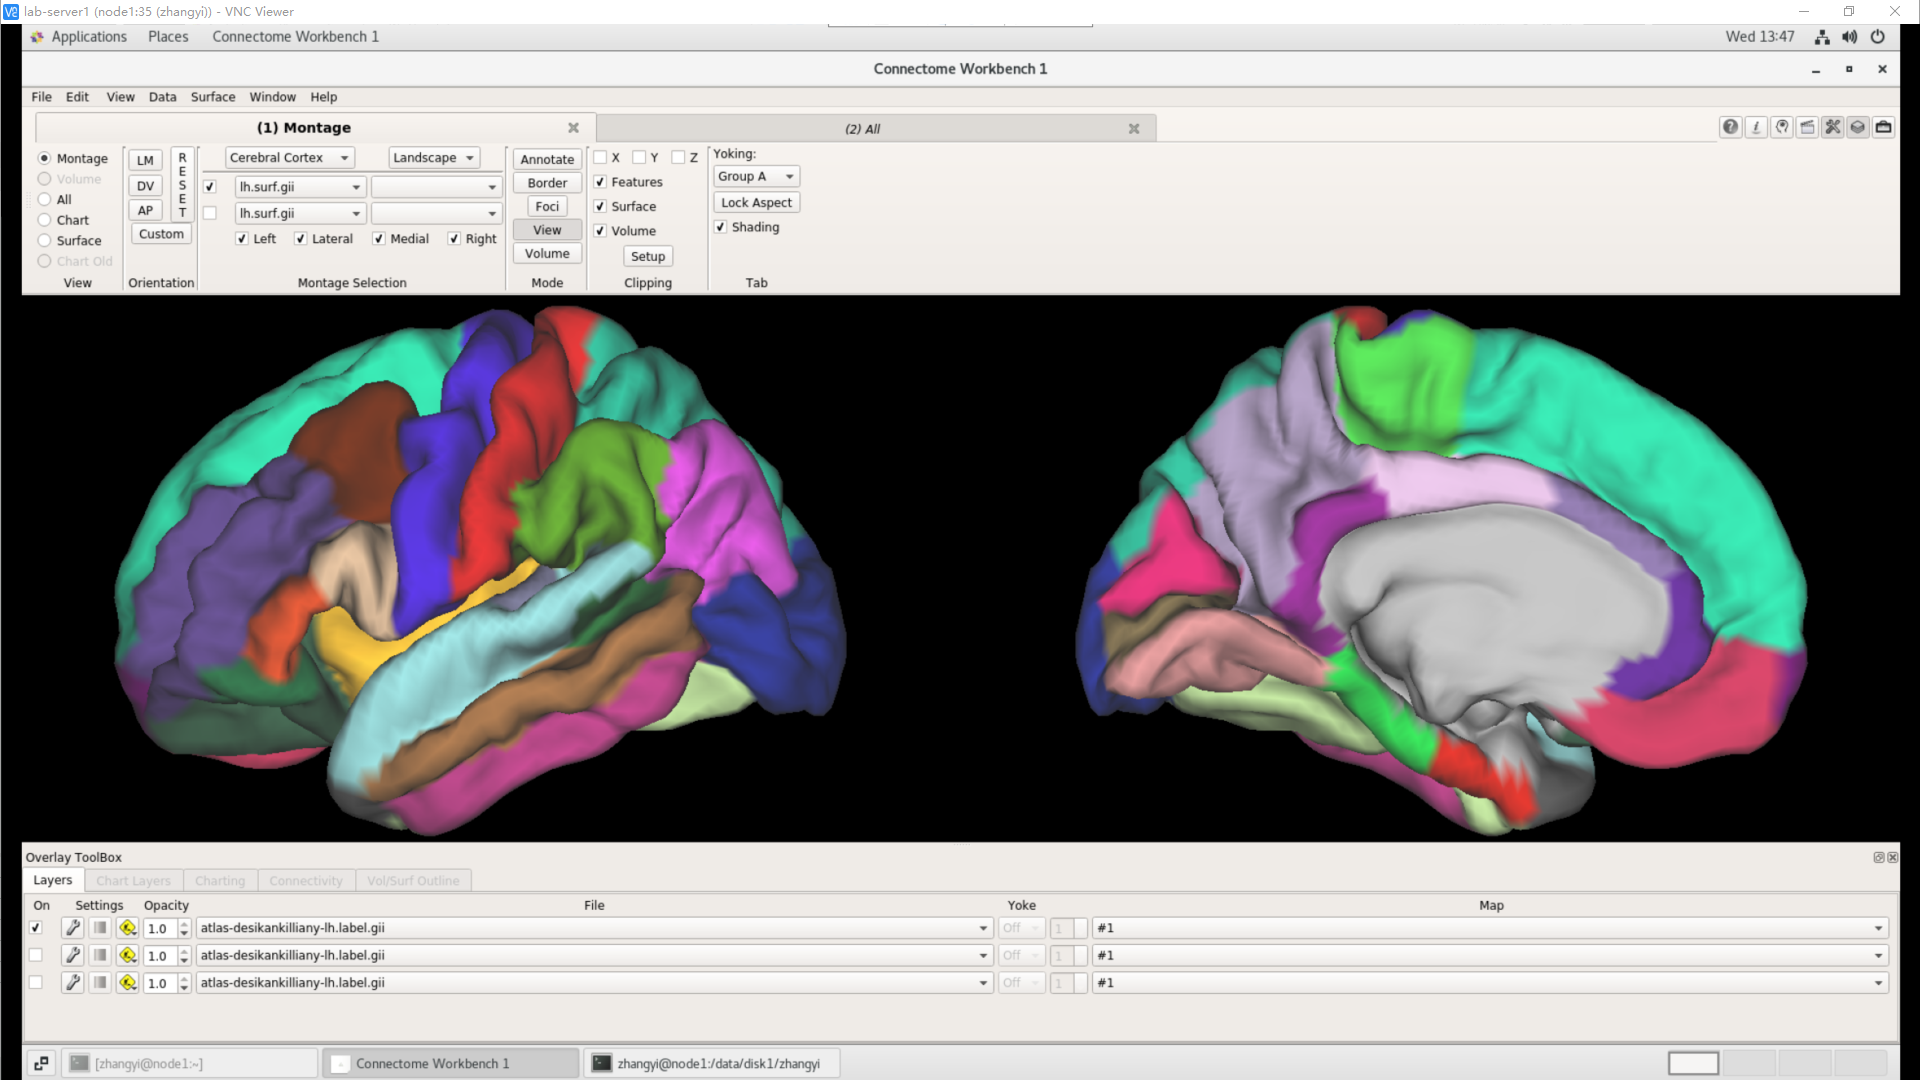 lab-server1 (node1:35 (zhangyi)) - VNC Viewer
Applications Places Connectome Workbench 1 Wed 13:47
Connectome Workbench 1
File Edit View Data Surface Window Help
(1) Montage (2) All
Montage
Volume
All
Chart
Surface
Chart Old
View
LM
DV
AP
Custom
RESET
Orientation
Cerebral Cortex Landscape
lh.surf.gii
lh.surf.gii
Left Lateral Medial Right
Montage Selection
Annotate
Border
Foci
View
Volume
Mode
X Y Z
Features
Surface
Volume
Setup
Clipping
Yoking:
Group A
Lock Aspect
Shading
Tab
Overlay ToolBox
Layers Chart Layers Charting Connectivity Vol/Surf Outline
On Settings Opacity File Yoke Map
1.0 atlas-desikankilliany-lh.label.gii Off 1 #1
1.0 atlas-desikankilliany-lh.label.gii Off 1 #1
1.0 atlas-desikankilliany-lh.label.gii Off 1 #1
[zhangyi@node1:~] Connectome Workbench 1 zhangyi@node1:/data/disk1/zhangyi